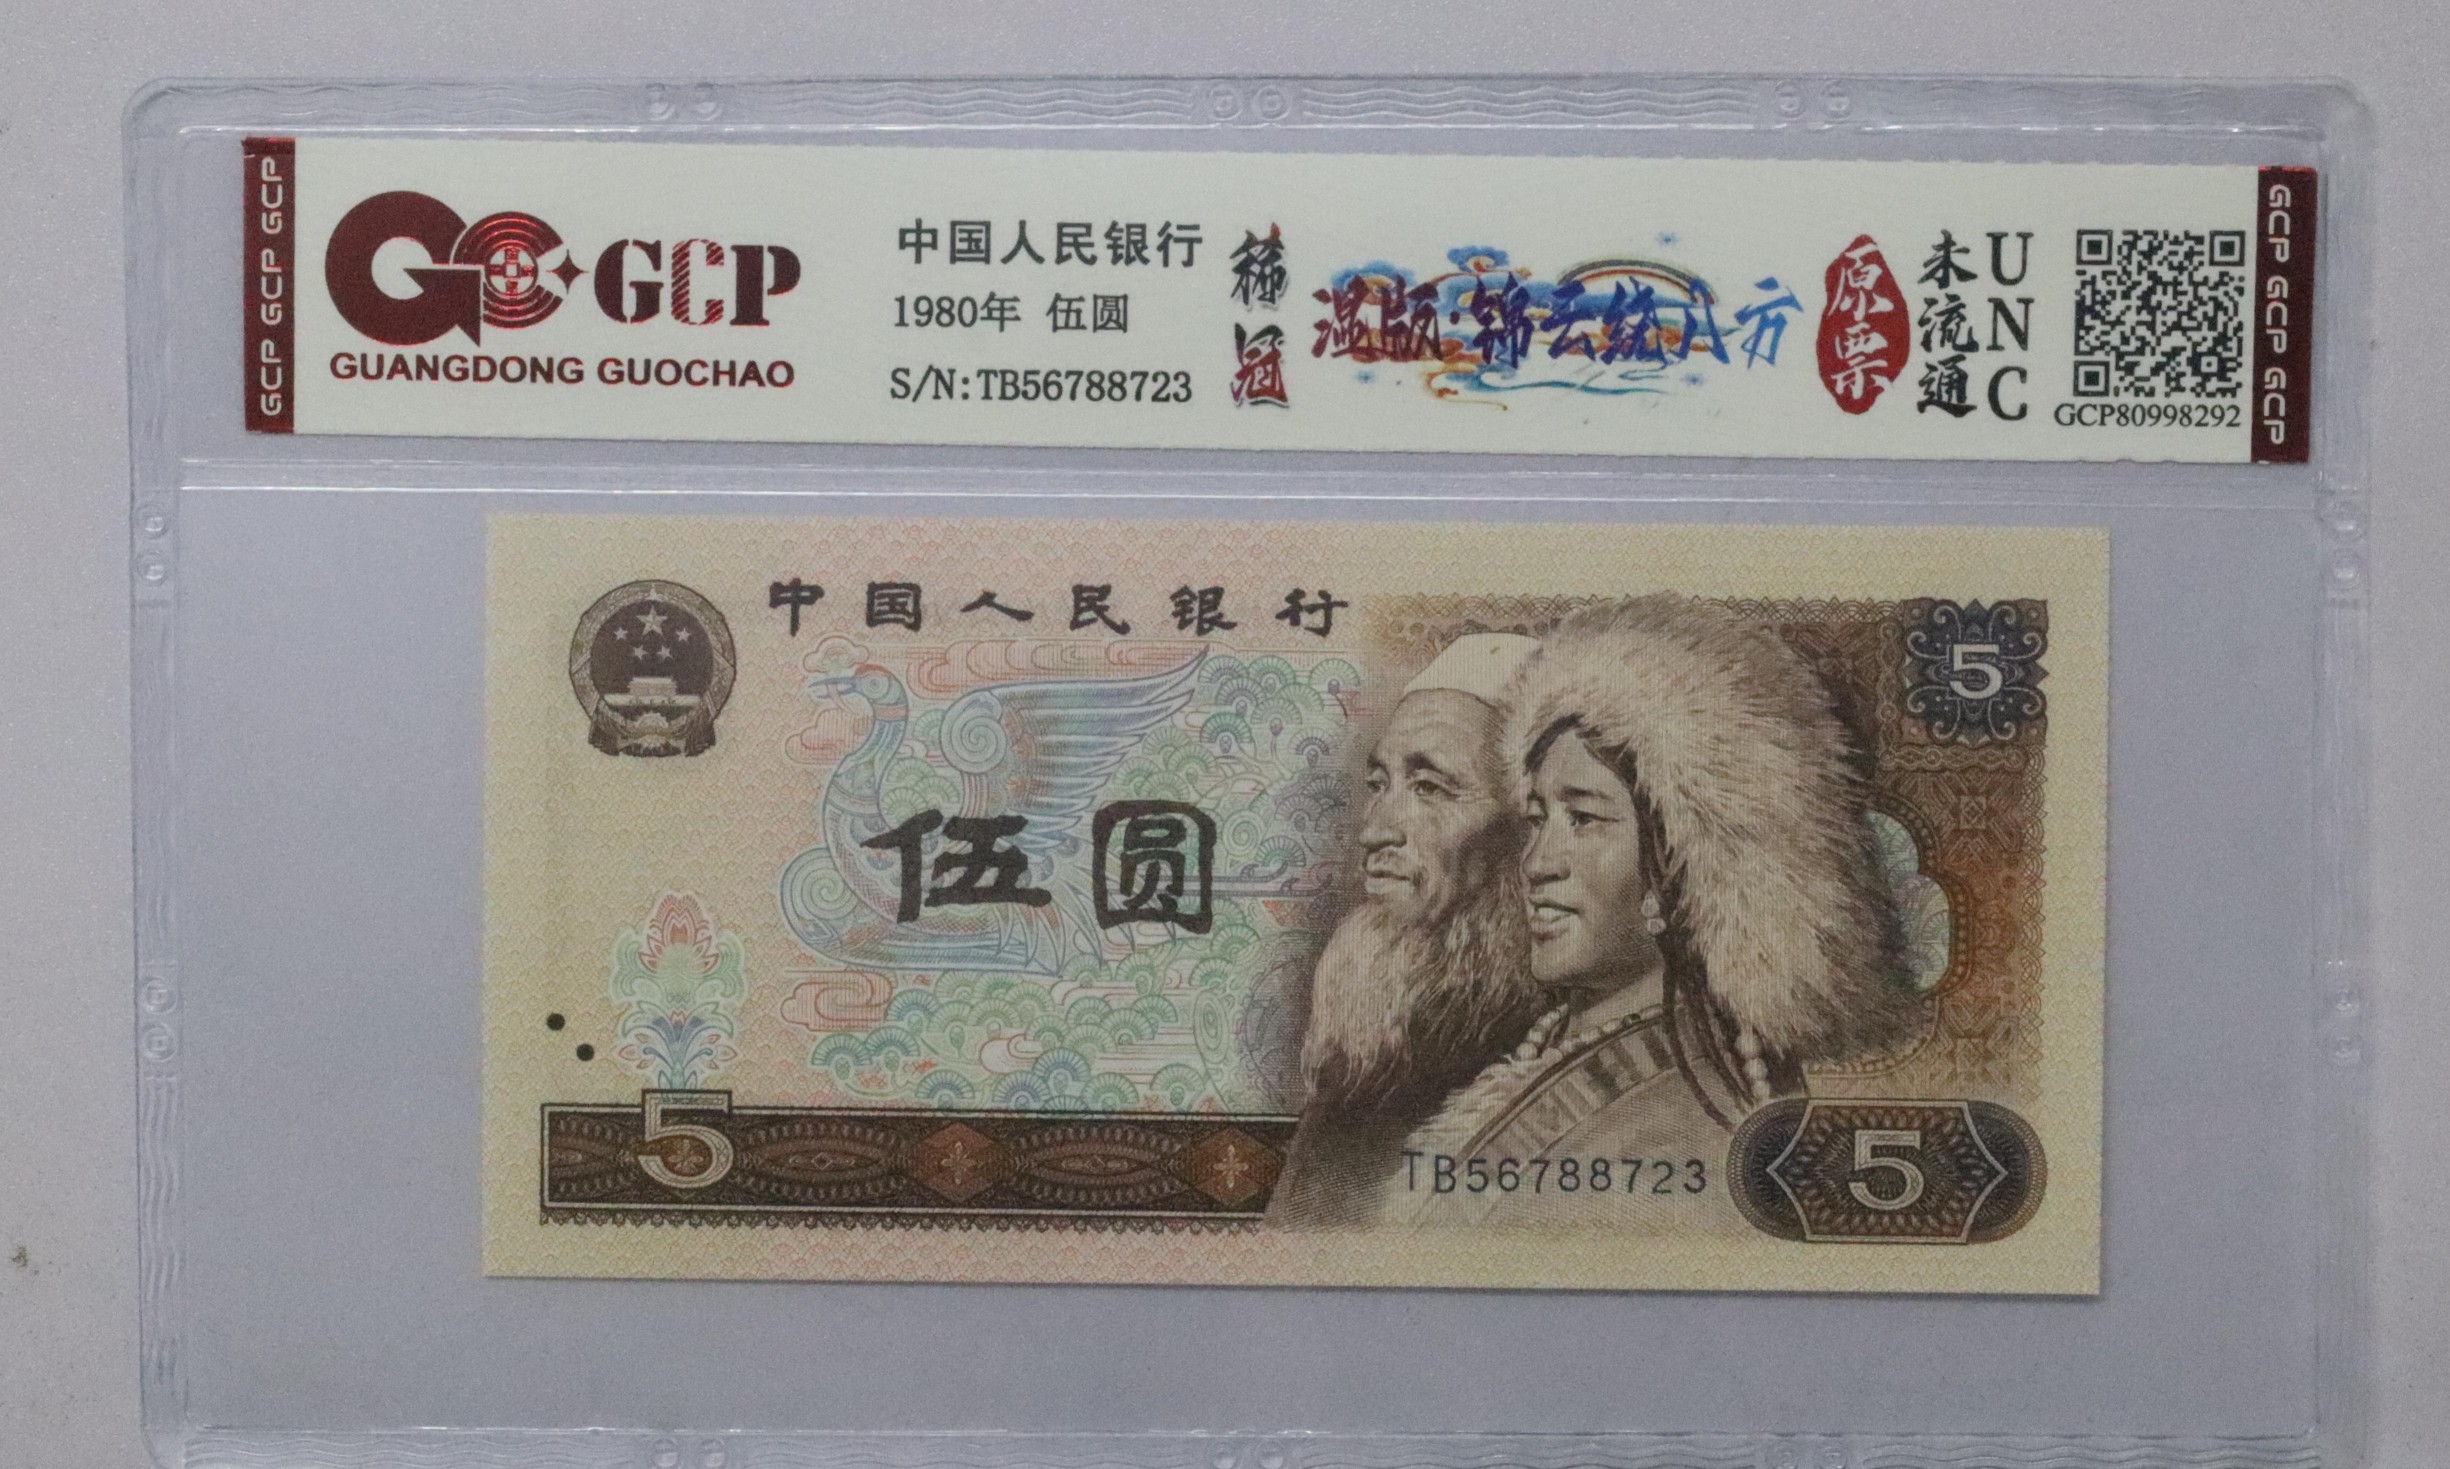 GCP GCP GCP
GCP
GUANGDONG GUOCHAO
中国人民银行
1980年 伍圆
S/N:TB56788723
稀冠
湿版·锦云绕八方
原票
未流通
UNC
GCP80998292
GCP GCP GCP
中国人民银行
5
伍圆
5
TB56788723
5